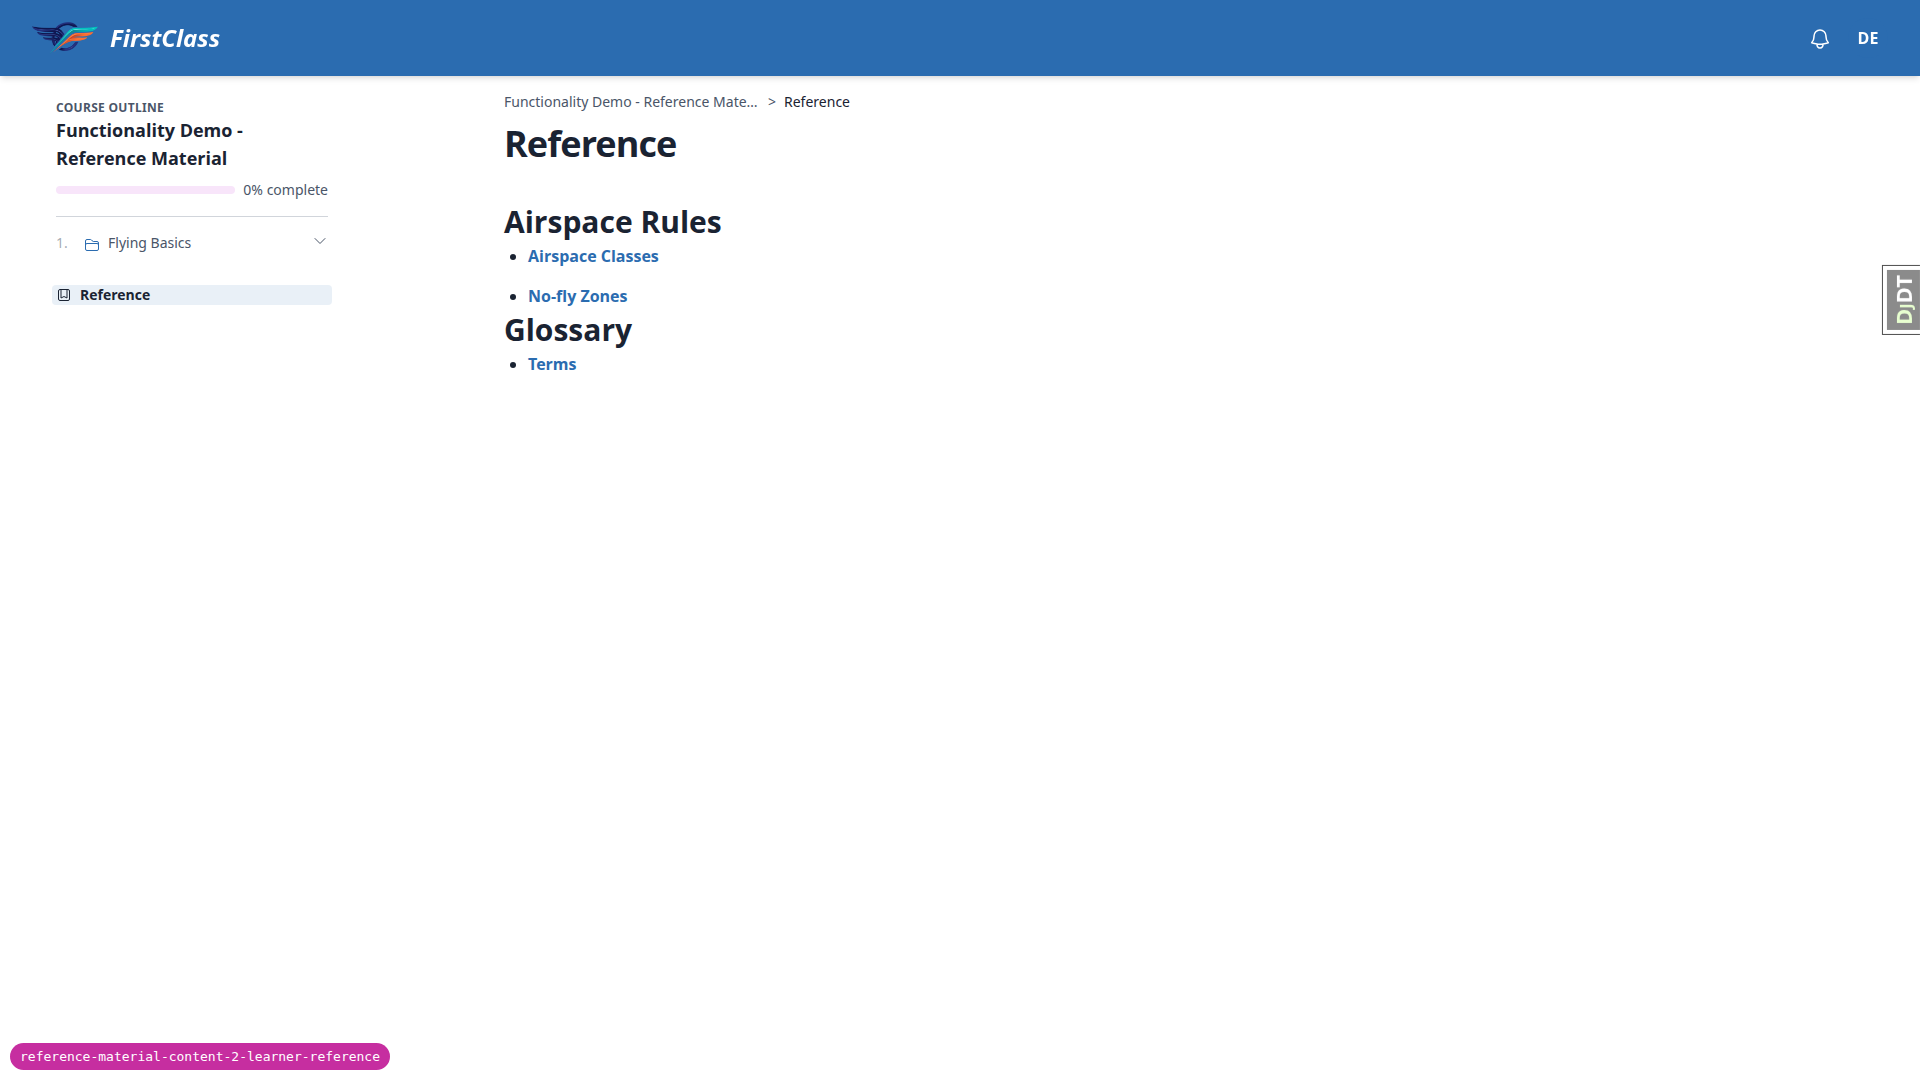 FirstClass
DE
COURSE OUTLINE
Functionality Demo -
Reference Material
0% complete
1. Flying Basics
Reference
Functionality Demo - Reference Mate... > Reference
Reference
Airspace Rules
• Airspace Classes
• No-fly Zones
Glossary
• Terms
DJDT
reference-material-content-2-learner-reference